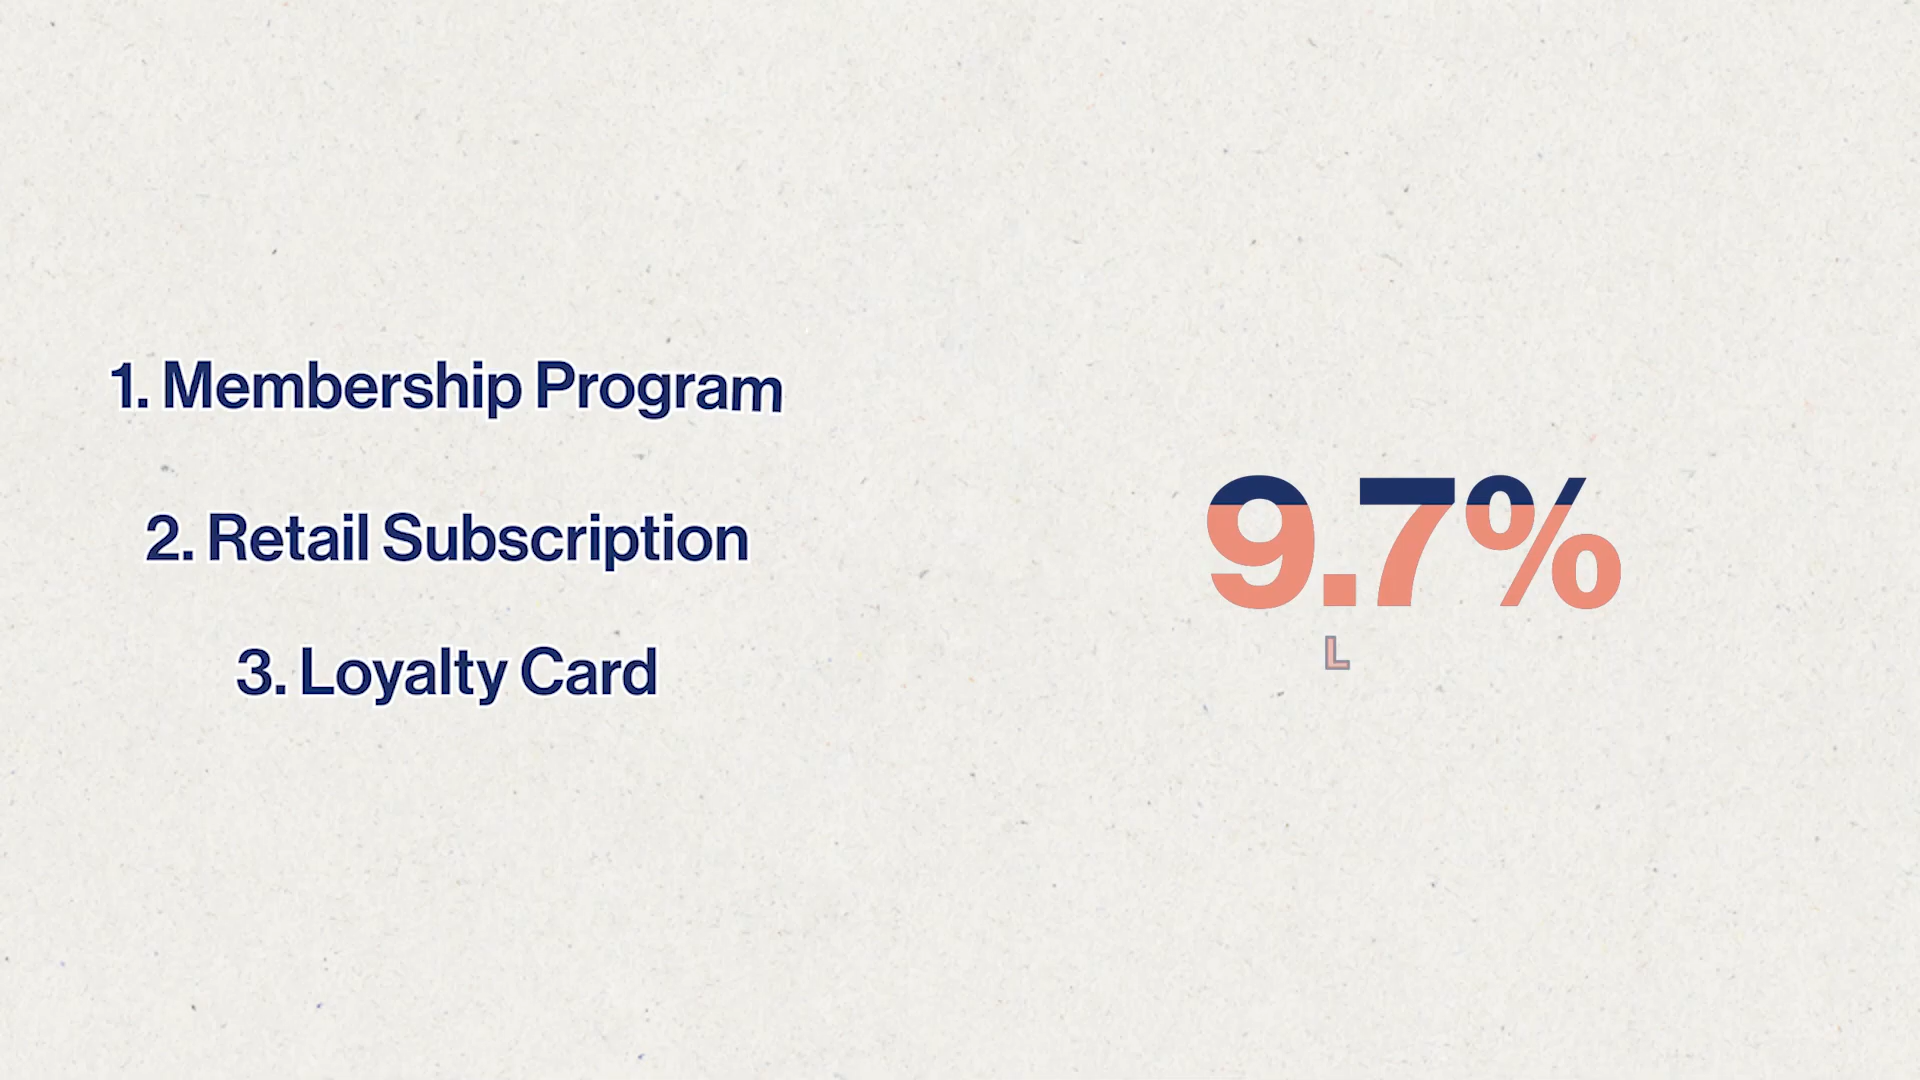 1. Membership Program
2. Retail Subscription
3. Loyalty Card
9.7%
L